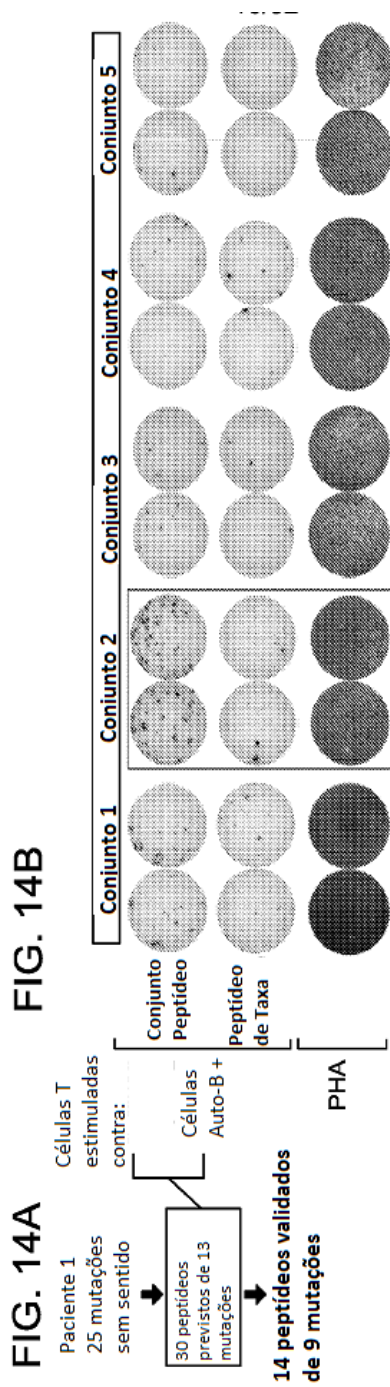 FIG. 14A
Paciente 1
25 mutações
sem sentido
30 peptídeos
previstos de 13
mutações
14 peptídeos validados
de 9 mutações
FIG. 14B
Células T
estimuladas
contra:
Células
Auto-B +
Conjunto
Peptídeo
Peptídeo
de Taxa
PHA
Conjunto 1
Conjunto 2
Conjunto 3
Conjunto 4
Conjunto 5